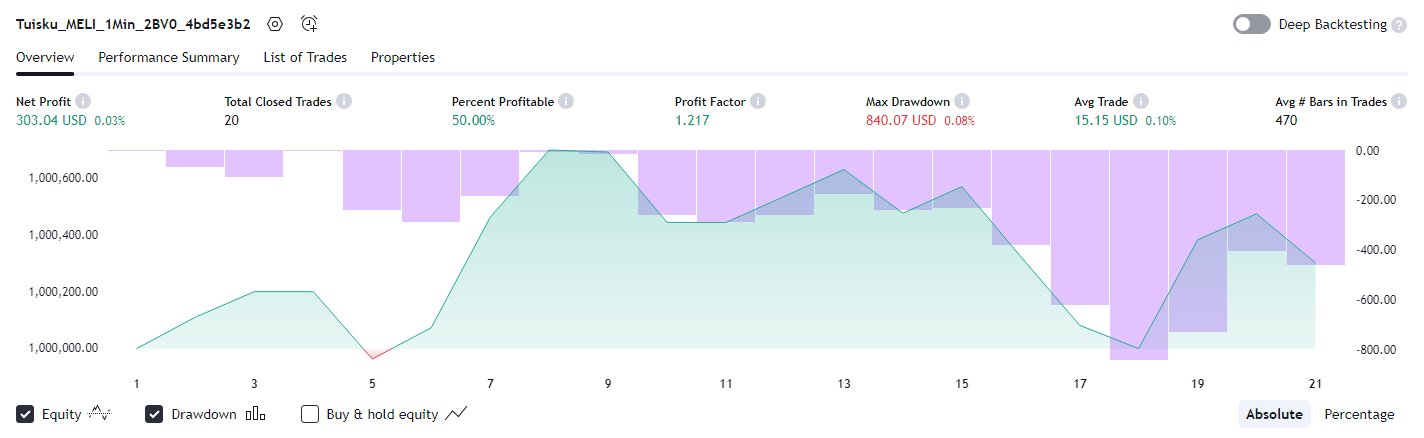 Tuisku_MELI_1Min_2BV0_4bd5e3b2
Deep Backtesting ?
Overview Performance Summary List of Trades Properties
Net Profit i Total Closed Trades i Percent Profitable i Profit Factor i Max Drawdown i Avg Trade i Avg # Bars in Trades i
303.04 USD 0.03% 20 50.00% 1.217 840.07 USD 0.08% 15.15 USD 0.10% 470
1,000,600.00
1,000,400.00
1,000,200.00
1,000,000.00
0.00
-200.00
-400.00
-600.00
-800.00
1 3 5 7 9 11 13 15 17 19 21
Equity Drawdown Buy & hold equity Absolute Percentage